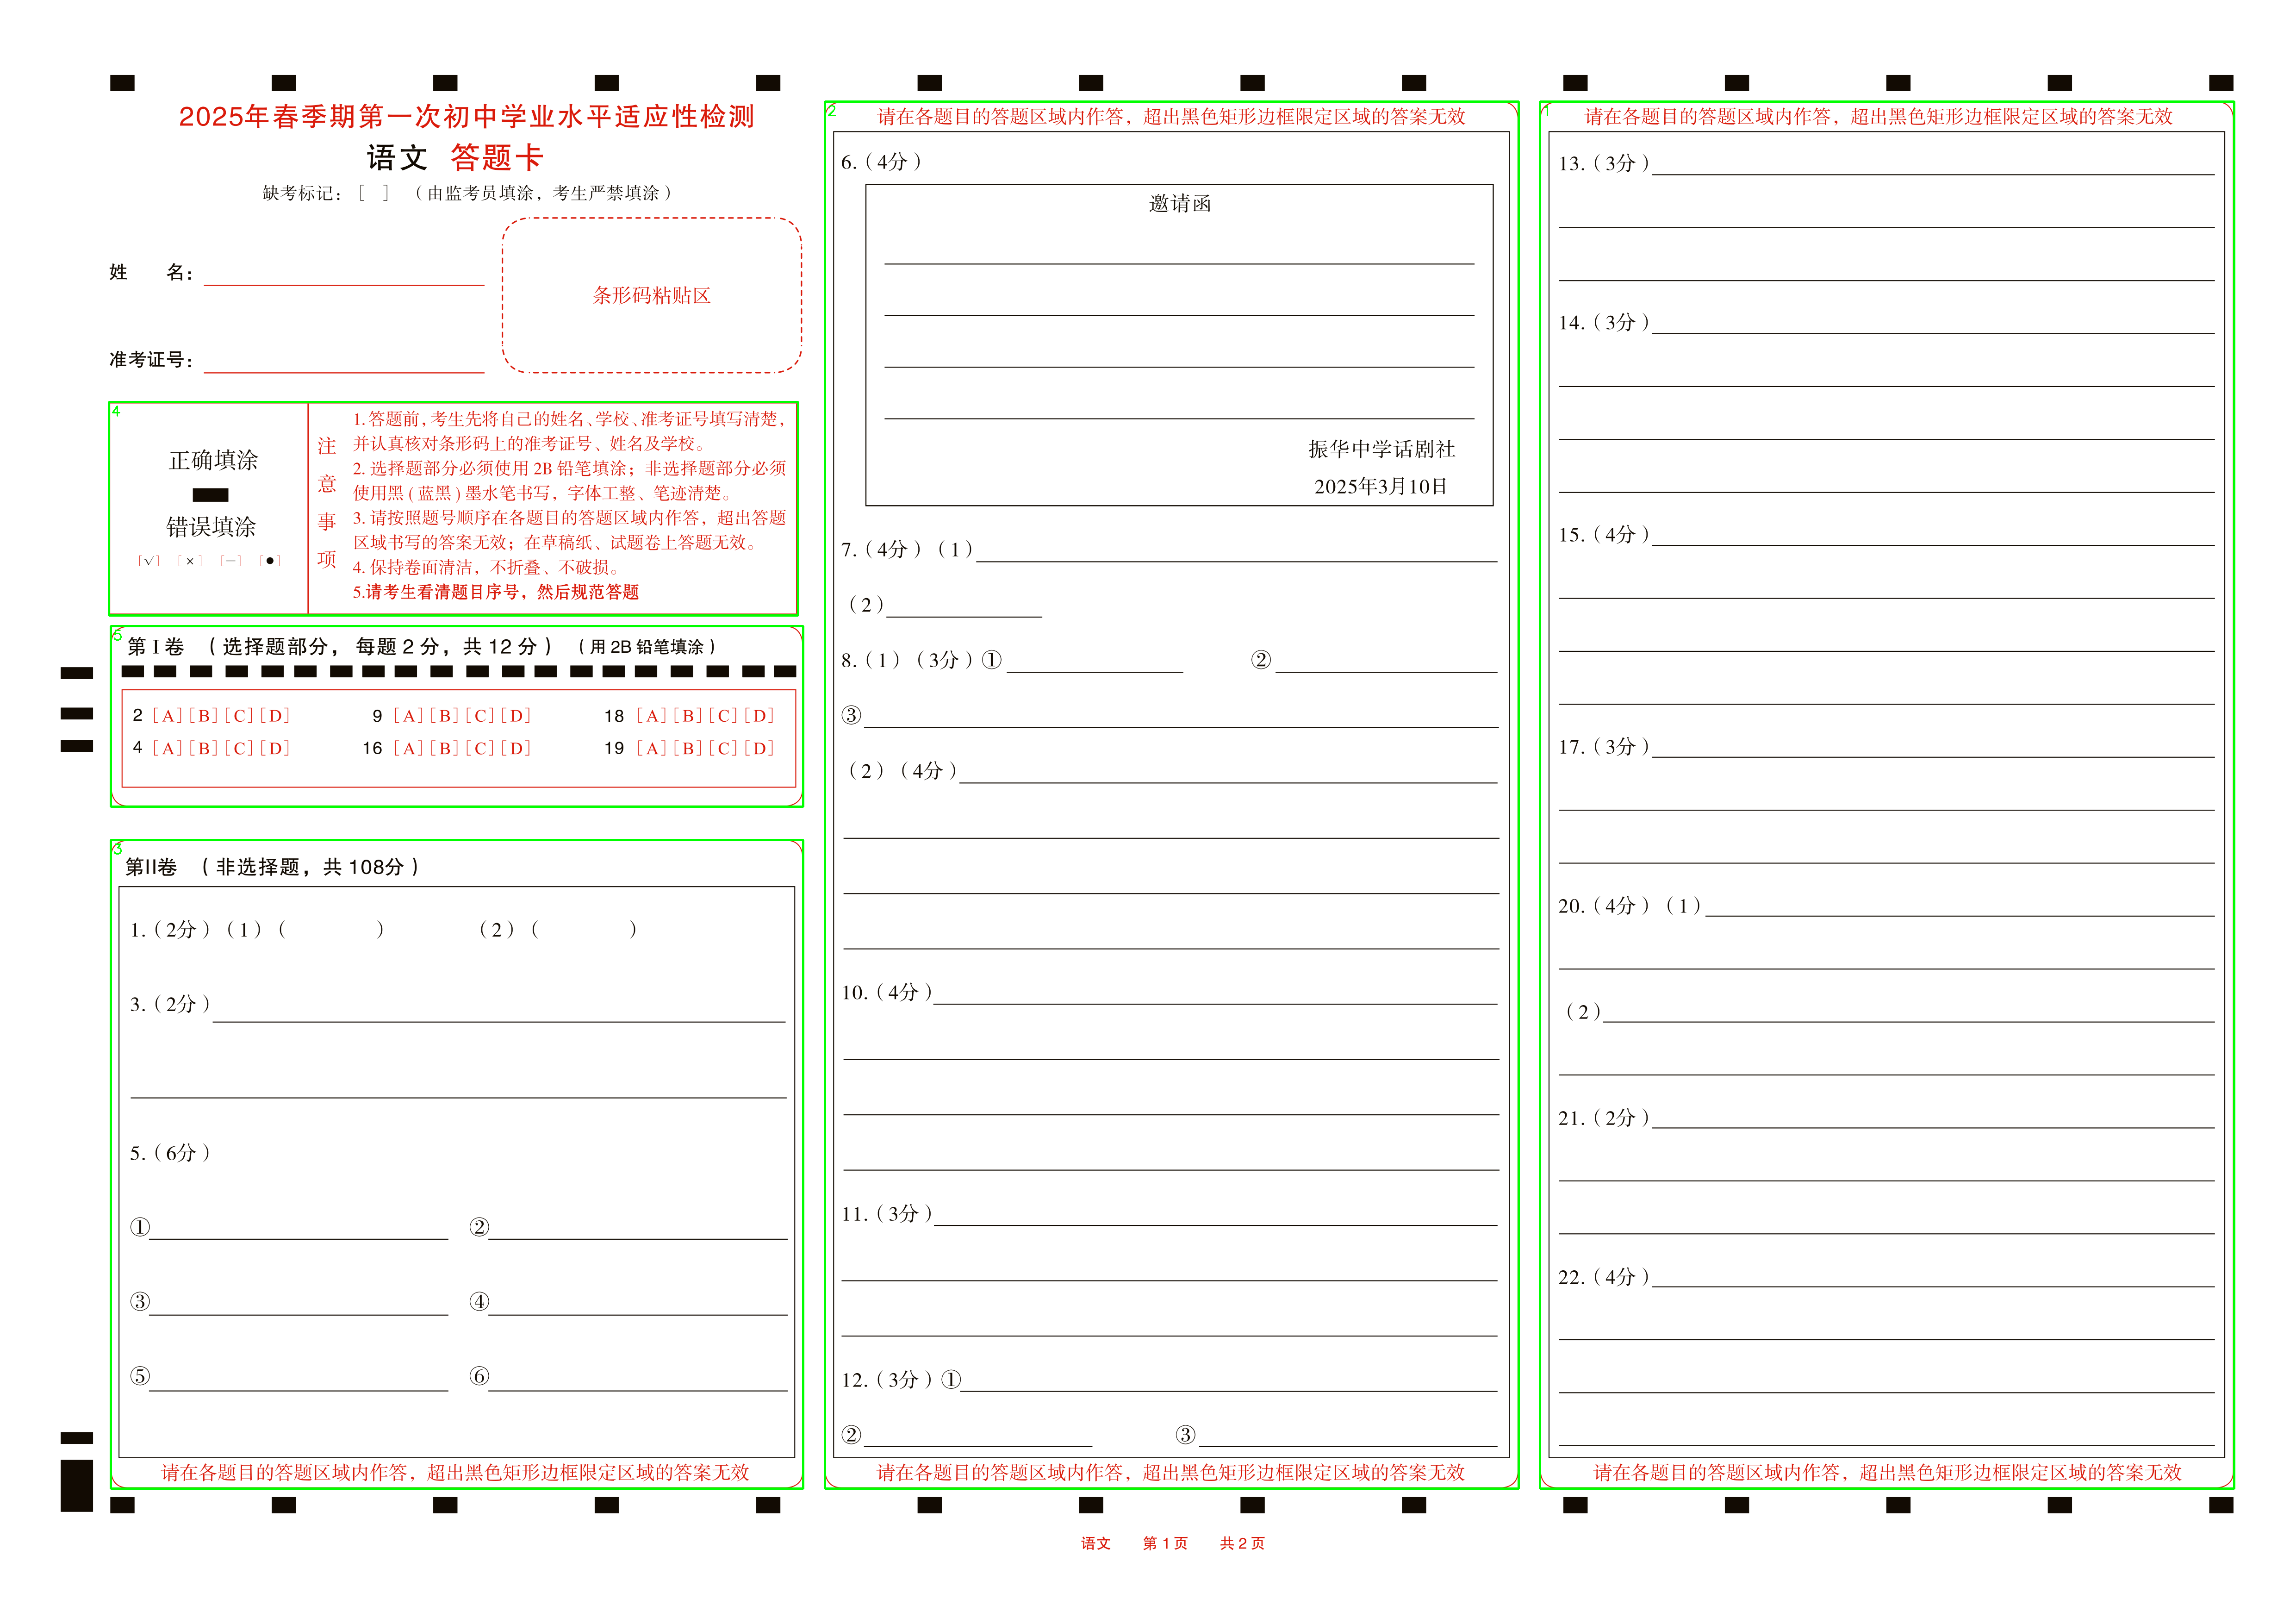 2025年春季期第一次初中学业水平适应性检测
语文 答题卡
缺考标记：［ ］（由监考员填涂，考生严禁填涂）
姓 名：
条形码粘贴区
准考证号：
4
正确填涂
错误填涂
［√］［×］［—］［●］
注意事项
1.答题前，考生先将自己的姓名、学校、准考证号填写清楚，
并认真核对条形码上的准考证号、姓名及学校。
2. 选择题部分必须使用 2B 铅笔填涂；非选择题部分必须
使用黑（蓝黑）墨水笔书写，字体工整、笔迹清楚。
3. 请按照题号顺序在各题目的答题区域内作答，超出答题
区域书写的答案无效；在草稿纸、试题卷上答题无效。
4. 保持卷面清洁，不折叠、不破损。
5.请考生看清题目序号，然后规范答题
5
第 I 卷 （选择题部分， 每题 2 分，共 12 分）（用 2B 铅笔填涂）
2 ［A］［B］［C］［D］ 9 ［A］［B］［C］［D］ 18 ［A］［B］［C］［D］
4 ［A］［B］［C］［D］ 16 ［A］［B］［C］［D］ 19 ［A］［B］［C］［D］
3
第II卷 （非选择题，共 108分）
1.（2分）（1）（ ） （2）（ ）
3.（2分）
5.（6分）
① ②
③ ④
⑤ ⑥
请在各题目的答题区域内作答，超出黑色矩形边框限定区域的答案无效
2
请在各题目的答题区域内作答，超出黑色矩形边框限定区域的答案无效
6.（4分）
邀请函
振华中学话剧社
2025年3月10日
7.（4分）（1）
（2）
8.（1）（3分）① ②
③
（2）（4分）
10.（4分）
11.（3分）
12.（3分）①
② ③
请在各题目的答题区域内作答，超出黑色矩形边框限定区域的答案无效
1
请在各题目的答题区域内作答，超出黑色矩形边框限定区域的答案无效
13.（3分）
14.（3分）
15.（4分）
17.（3分）
20.（4分）（1）
（2）
21.（2分）
22.（4分）
请在各题目的答题区域内作答，超出黑色矩形边框限定区域的答案无效
语文 第 1 页 共 2 页